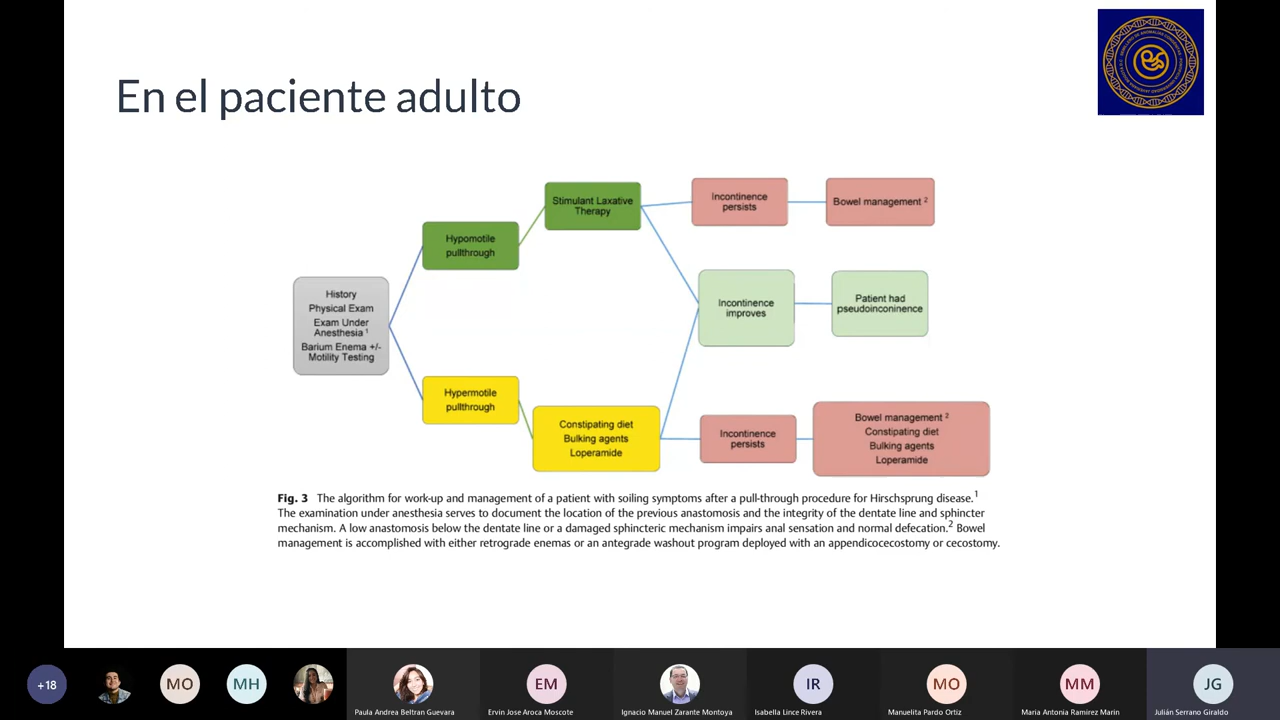 En el paciente adulto
Stimulant Laxative
Therapy
Incontinence
persists
Bowel management 2
Hypomotile
pullthrough
History
Physical Exam
Exam Under
Anesthesia 1
Barium Enema +/-
Motility Testing
Incontinence
improves
Patient had
pseudoinconinence
Hypermotile
pullthrough
Constipating diet
Bulking agents
Loperamide
Incontinence
persists
Bowel management 2
Constipating diet
Bulking agents
Loperamide
Fig. 3 The algorithm for work-up and management of a patient with soiling symptoms after a pull-through procedure for Hirschsprung disease.1
The examination under anesthesia serves to document the location of the previous anastomosis and the integrity of the dentate line and sphincter
mechanism. A low anastomosis below the dentate line or a damaged sphincteric mechanism impairs anal sensation and normal defecation.2 Bowel
management is accomplished with either retrograde enemas or an antegrade washout program deployed with an appendicocecostomy or cecostomy.
+18
MO
MH
Paula Andrea Beltran Guevara
EM
Ervin Jose Aroca Moscote
Ignacio Manuel Zarante Montoya
IR
Isabella Lince Rivera
MO
Manuelita Pardo Ortiz
MM
Maria Antonia Ramirez Marin
JG
Julián Serrano Giraldo